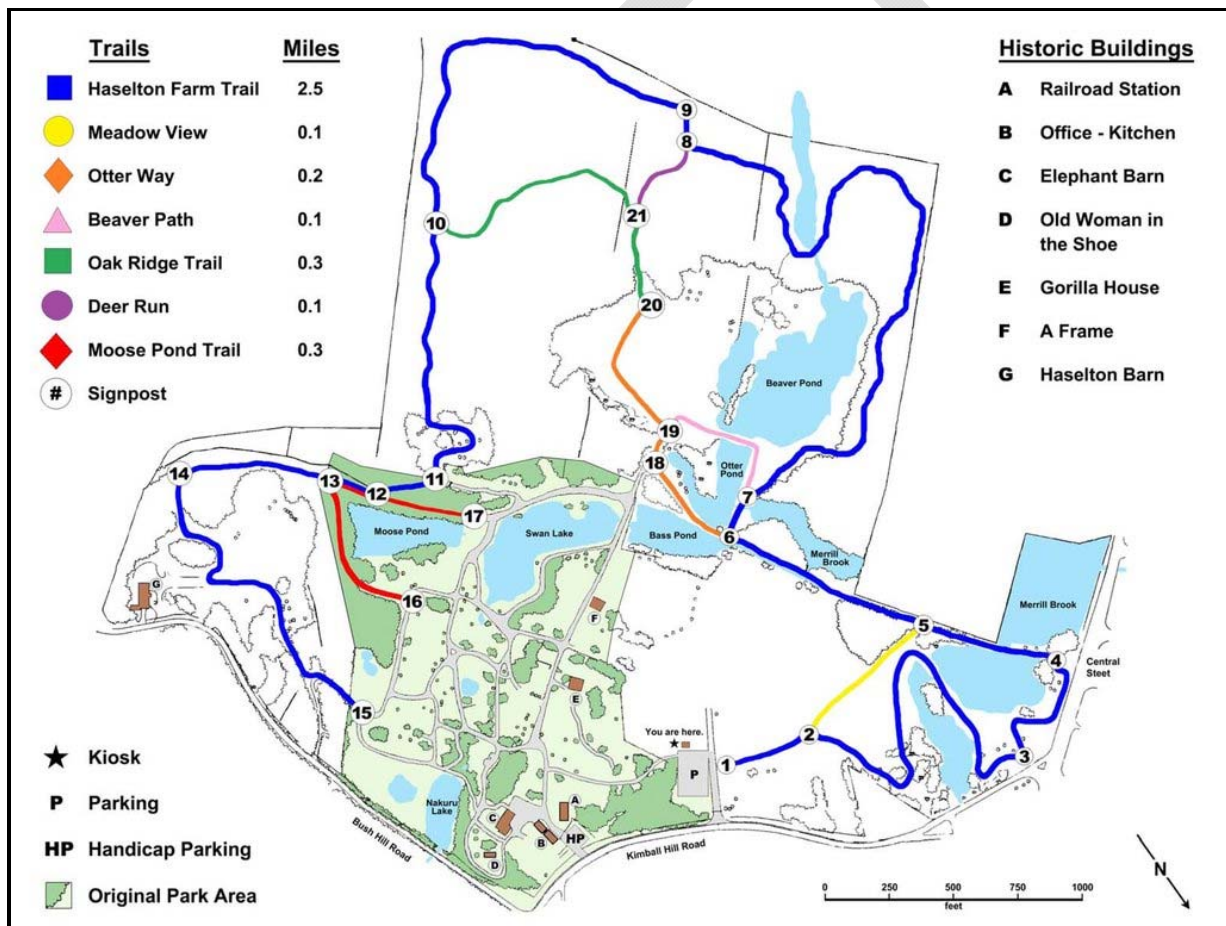 Trails Miles
Haselton Farm Trail 2.5
Meadow View 0.1
Otter Way 0.2
Beaver Path 0.1
Oak Ridge Trail 0.3
Deer Run 0.1
Moose Pond Trail 0.3
# Signpost
Historic Buildings
A Railroad Station
B Office - Kitchen
C Elephant Barn
D Old Woman in
the Shoe
E Gorilla House
F A Frame
G Haselton Barn
9
8
10
21
20
Beaver Pond
19
18
Otter
Pond
14
13
12
11
17
7
Moose Pond
Swan Lake
Bass Pond
6
Merrill
Brook
G
16
F
5
Merrill Brook
4
Central
Steet
E
15
You are here.
2
1
3
P
Nakuru
Lake
A
C
B
HP
D
Bush Hill Road
Kimball Hill Road
Kiosk
P Parking
HP Handicap Parking
Original Park Area
N
0 250 500 750 1000
feet